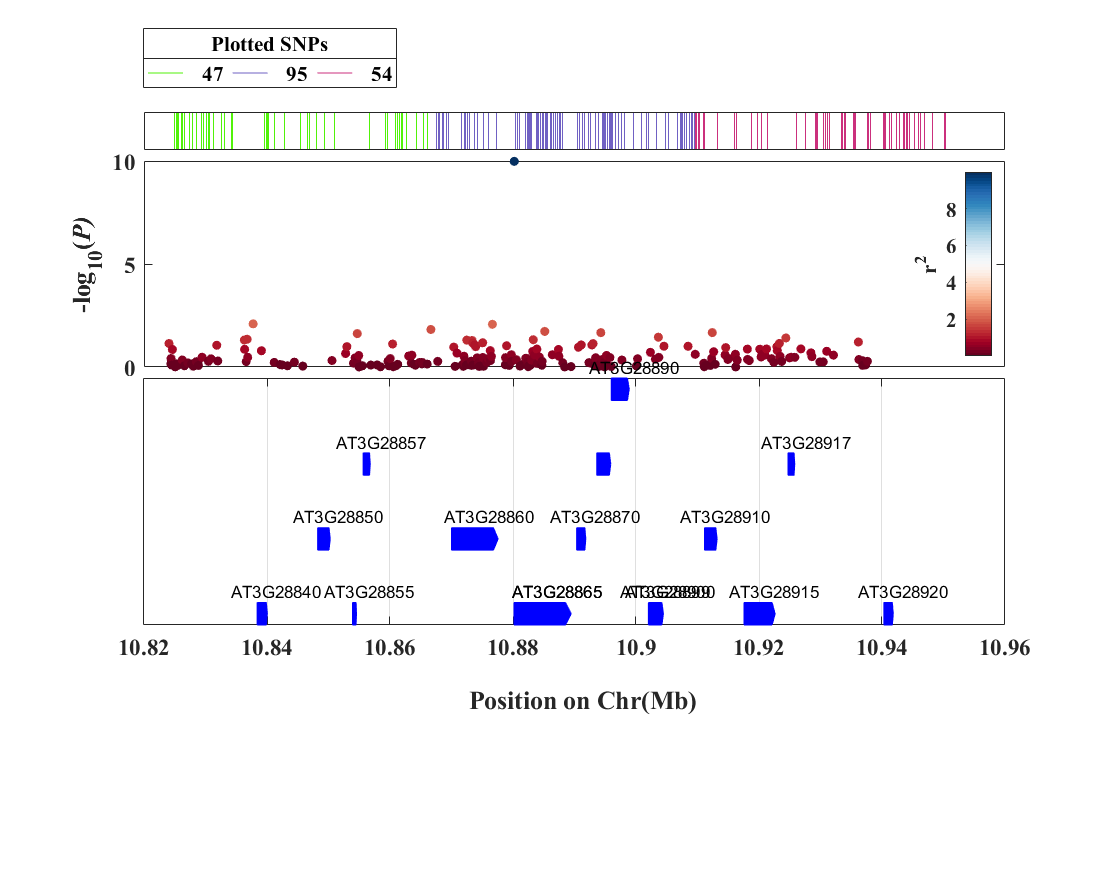 Plotted SNPs
47 95 54
10
5
0
-log10(P)
8
6
4
2
r2
AT3G28890
AT3G28857
AT3G28917
AT3G28850
AT3G28860
AT3G28870
AT3G28910
AT3G28840
AT3G28855
AT3G28865
AT3G28915
AT3G28920
10.82 10.84 10.86 10.88 10.9 10.92 10.94 10.96
Position on Chr(Mb)